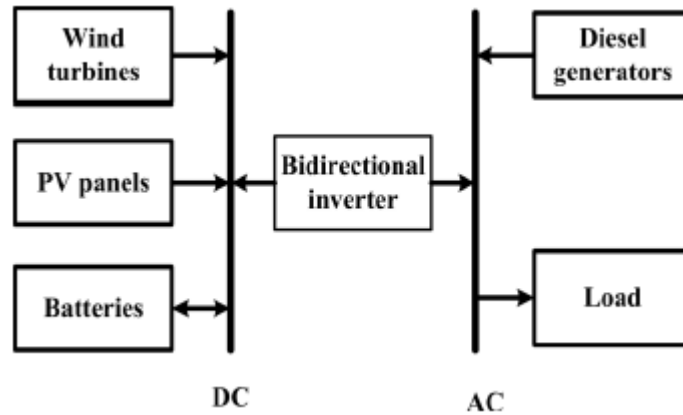 Wind
turbines
Diesel
generators
PV panels
Bidirectional
inverter
Batteries
Load
DC
AC